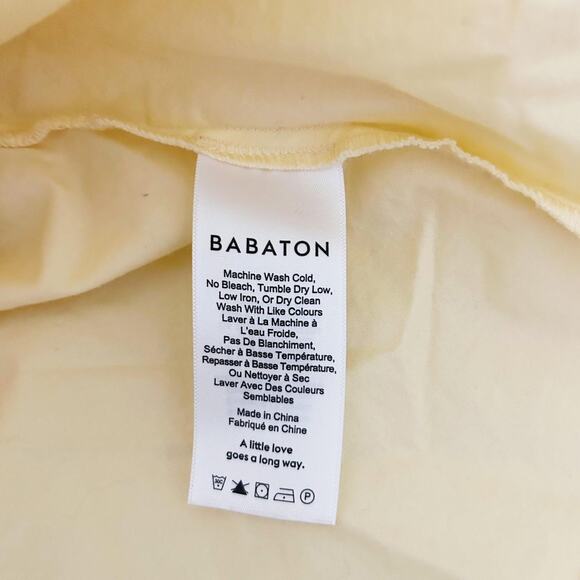 BABATON
Machine Wash Cold,
No Bleach, Tumble Dry Low,
Low Iron, Or Dry Clean
Wash With Like Colours
Laver à La Machine à
L'eau Froide,
Pas De Blanchiment,
Sécher à Basse Température,
Repasser à Basse Température,
Ou Nettoyer à Sec
Laver Avec Des Couleurs
Semblables
Made in China
Fabriqué en Chine
A little love
goes a long way.
30C P